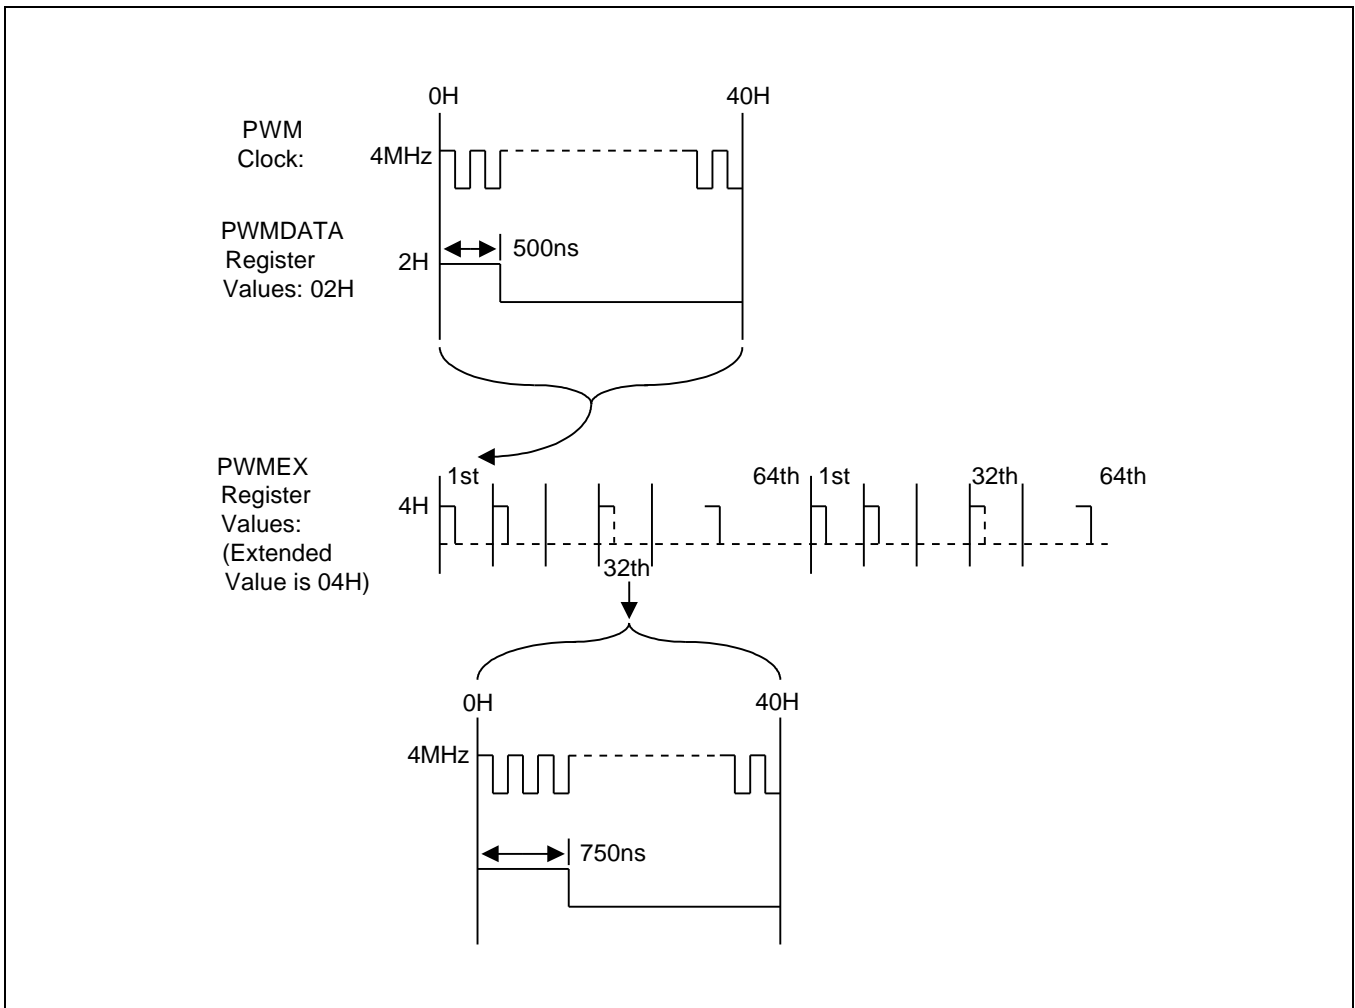 0H 40H
PWM
Clock: 4MHz
PWMDATA
Register 2H 500ns
Values: 02H
PWMEX
Register
Values:
(Extended
Value is 04H)
4H 1st 64th 1st 32th 64th
32th
0H 40H
4MHz
750ns